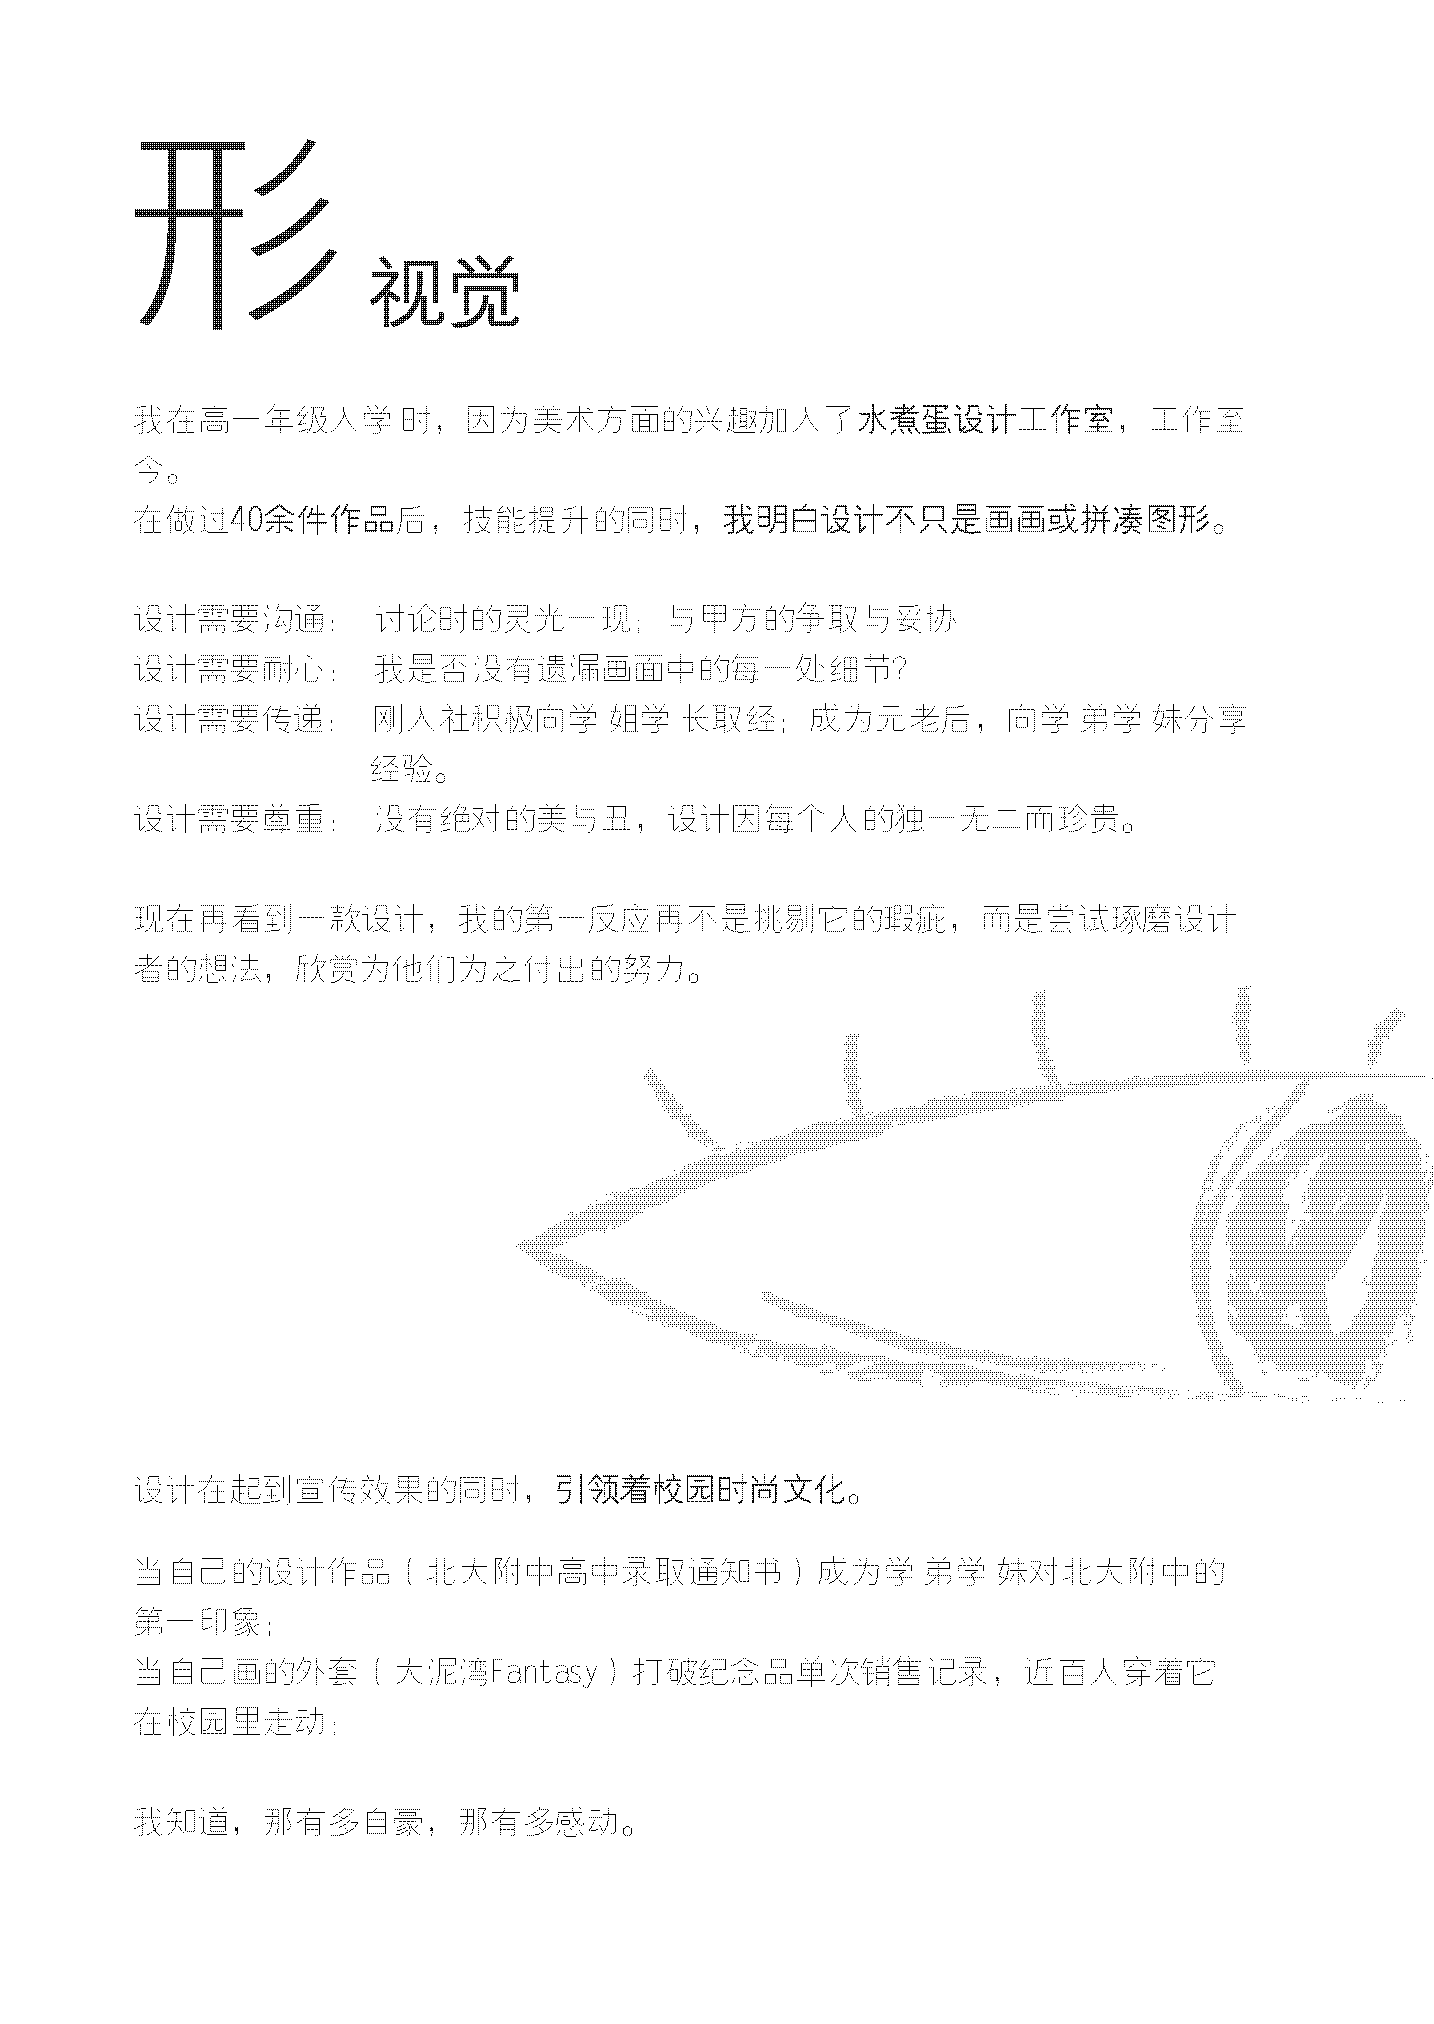 形 视觉
我在高一年级入学时，因为美术方面的兴趣加入了水煮蛋设计工作室，工作至
今。
在做过40余件作品后，技能提升的同时，我明白设计不只是画画或拼凑图形。
设计需要沟通： 讨论时的灵光一现；与甲方的争取与妥协
设计需要耐心： 我是否没有遗漏画面中的每一处细节？
设计需要传递： 刚入社积极向学姐学长取经；成为元老后，向学弟学妹分享
经验。
设计需要尊重： 没有绝对的美与丑，设计因每个人的独一无二而珍贵。
现在再看到一款设计，我的第一反应再不是挑剔它的瑕疵，而是尝试琢磨设计
者的想法，欣赏为他们为之付出的努力。
设计在起到宣传效果的同时，引领着校园时尚文化。
当自己的设计作品（北大附中高中录取通知书）成为学弟学妹对北大附中的
第一印象；
当自己画的外套（大泥湾Fantasy）打破纪念品单次销售记录，近百人穿着它
在校园里走动；
我知道，那有多自豪，那有多感动。